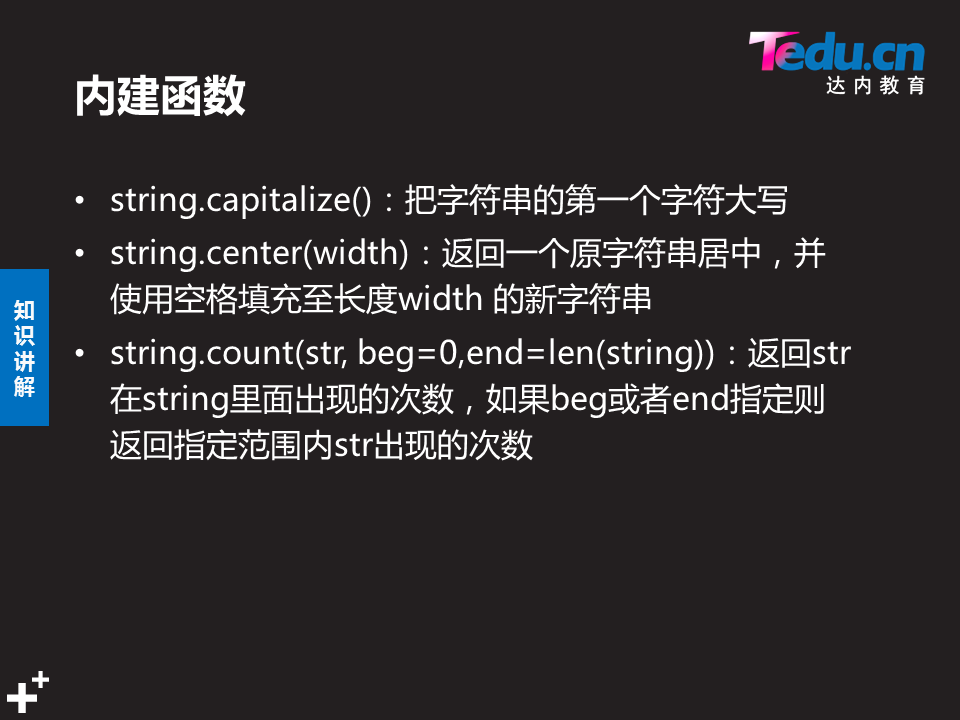 Tedu.cn
达内教育
内建函数
• string.capitalize()：把字符串的第一个字符大写
• string.center(width)：返回一个原字符串居中，并
使用空格填充至长度width 的新字符串
• string.count(str, beg=0,end=len(string))：返回str
在string里面出现的次数，如果beg或者end指定则
返回指定范围内str出现的次数
知
识
讲
解